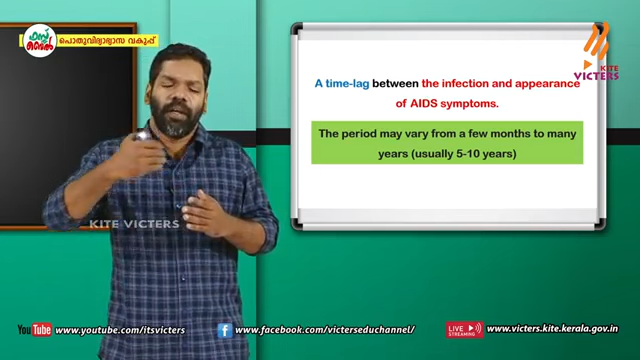 ഫസ്റ്റ്
ബെൽ
പൊതുവിദ്യാഭ്യാസ വകുപ്പ്
KITE
VICTERS
A time-lag between the infection and appearance
of AIDS symptoms.
The period may vary from a few months to many
years (usually 5-10 years)
KITE VICTERS
YouTube www.youtube.com/itsvicters
f www.facebook.com/victerseduchannel/
LIVE STREAMING www.victers.kite.kerala.gov.in